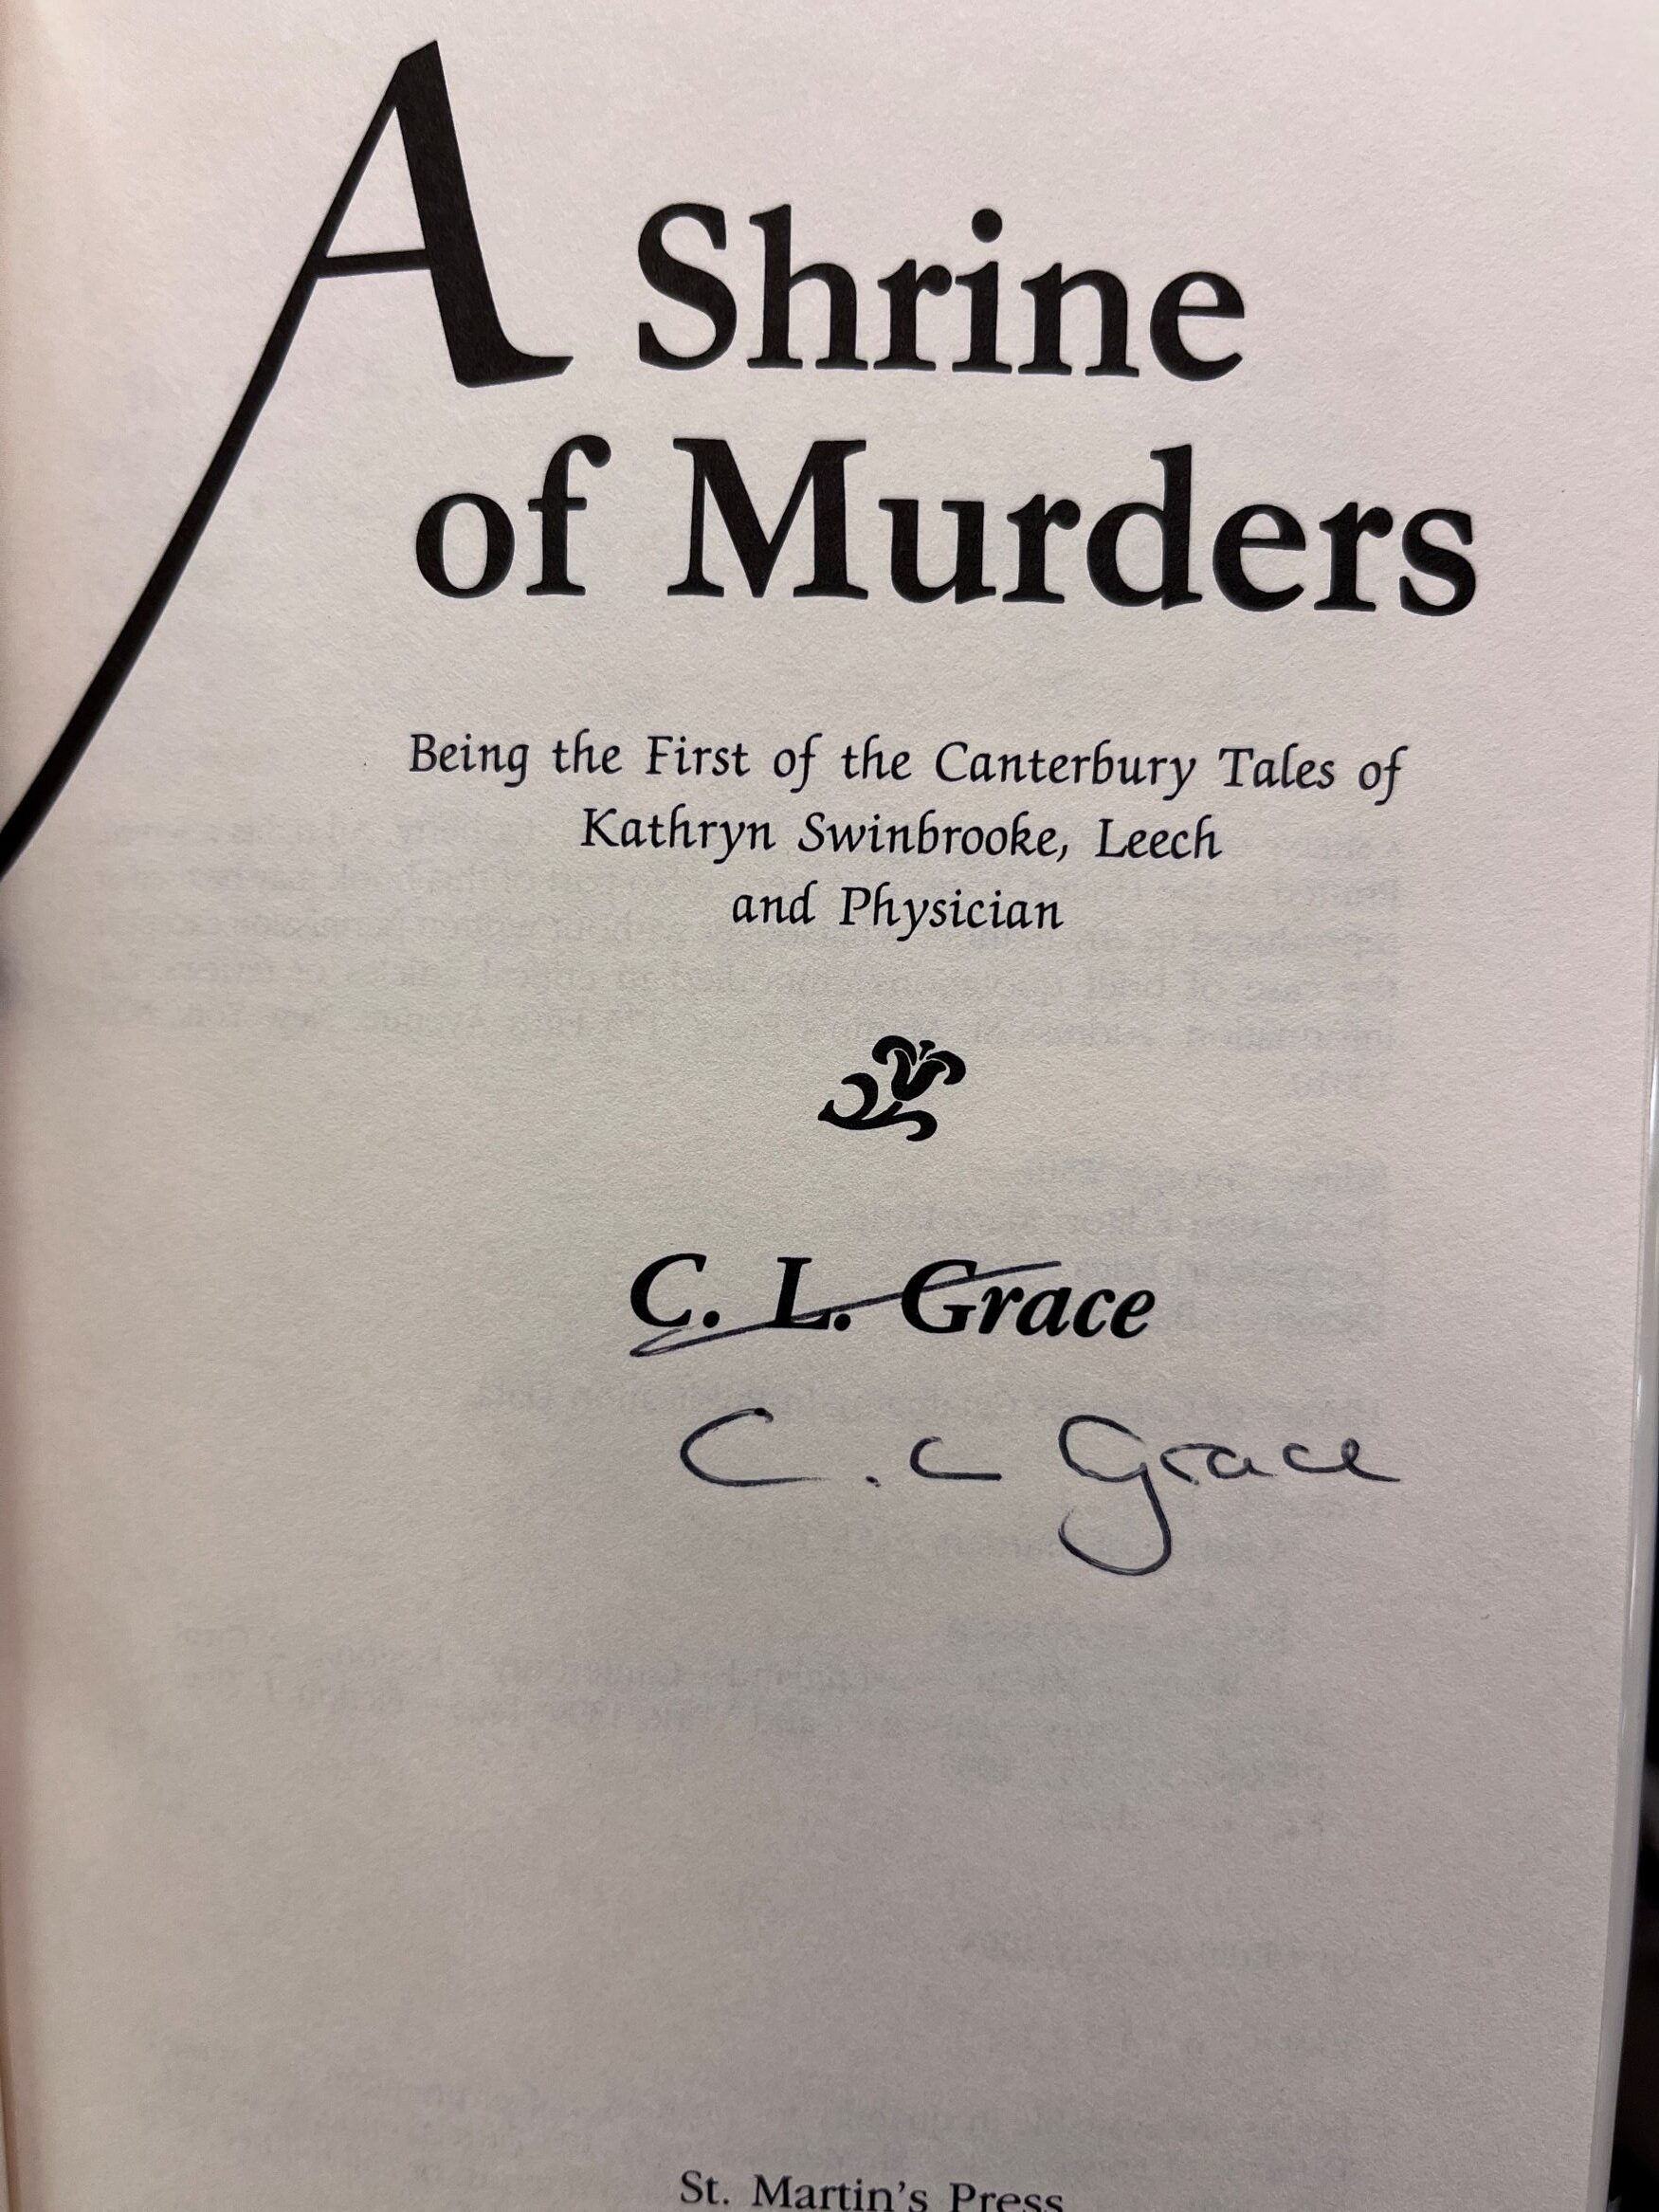 A Shrine
of Murders
Being the First of the Canterbury Tales of
Kathryn Swinbrooke, Leech
and Physician
C. L. Grace
C. L Grace
St. Martin's Press